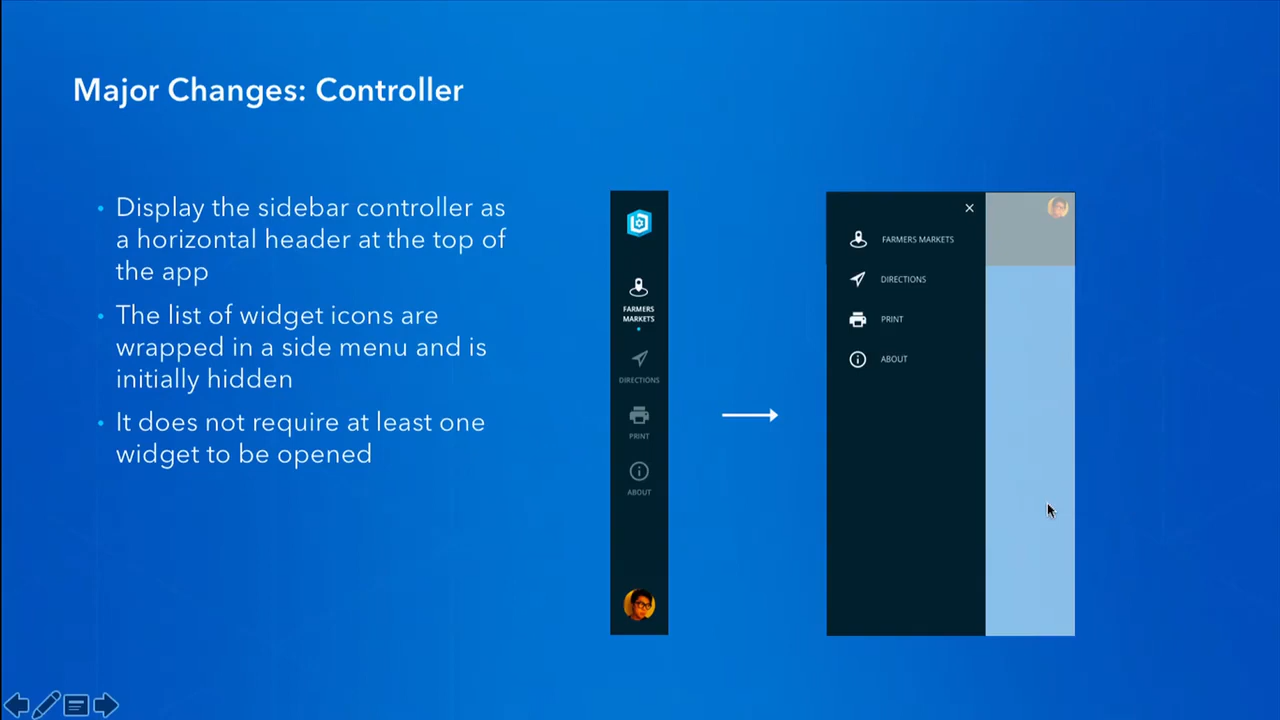 Major Changes: Controller
• Display the sidebar controller as
a horizontal header at the top of
the app
• The list of widget icons are
wrapped in a side menu and is
initially hidden
• It does not require at least one
widget to be opened
FARMERS
MARKETS
DIRECTIONS
PRINT
ABOUT
FARMERS MARKETS
DIRECTIONS
PRINT
ABOUT